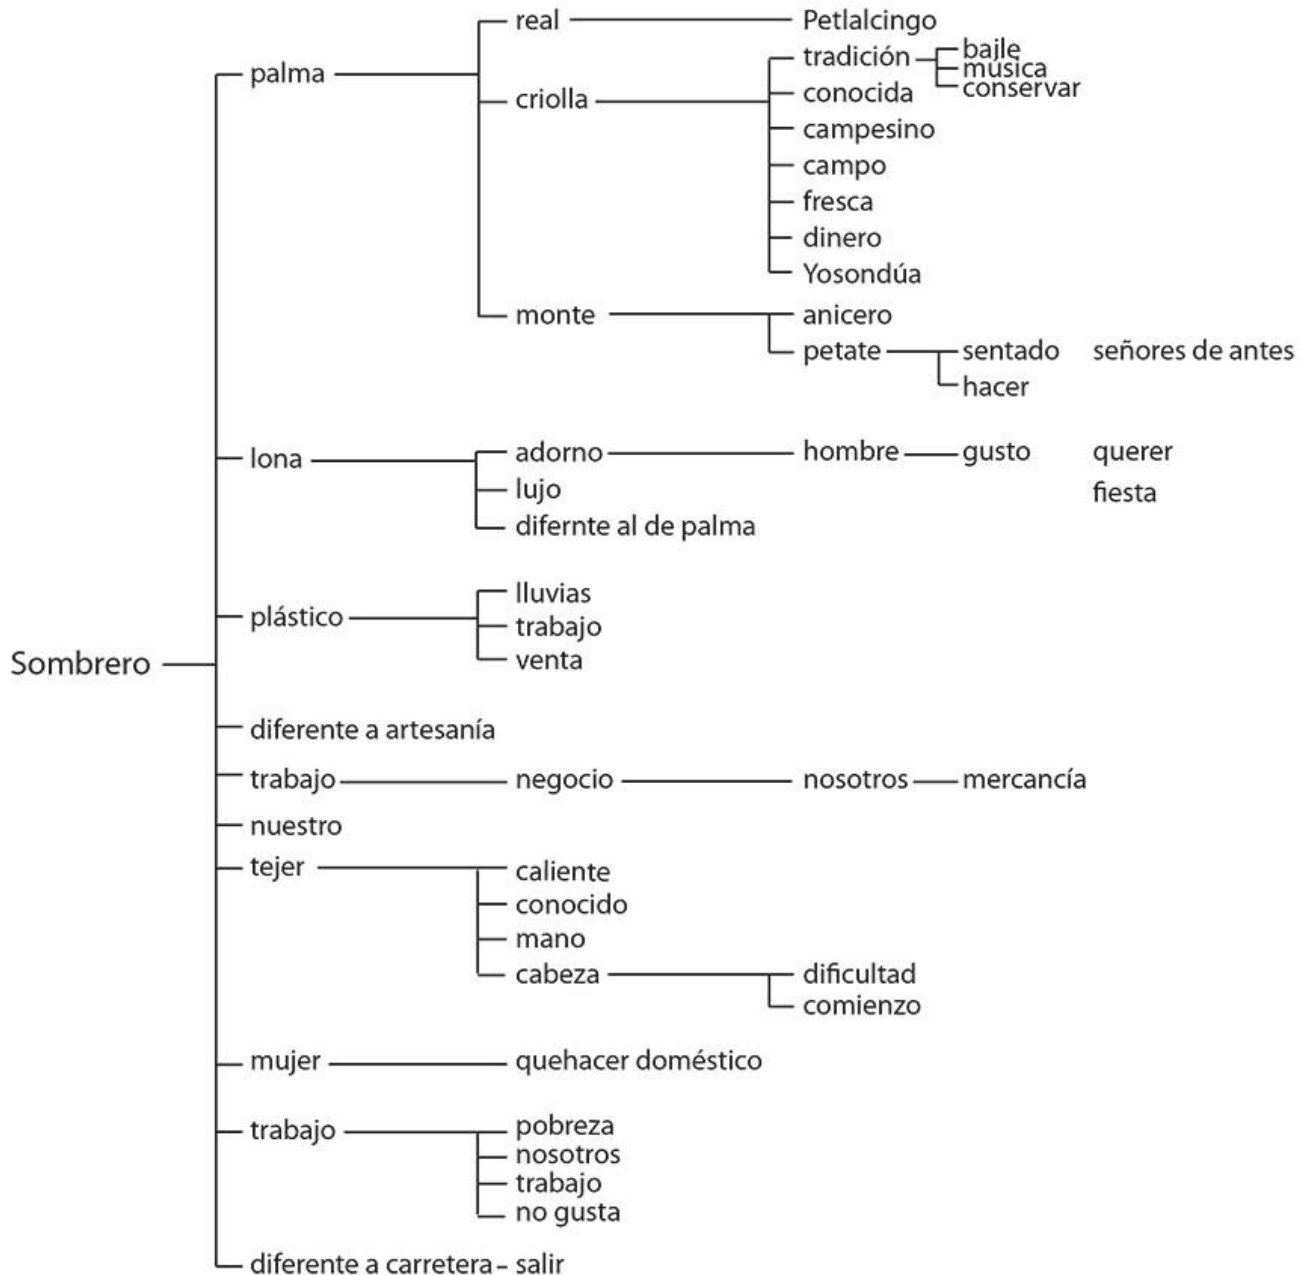 real Petlalcingo
tradición baile
palma música
criolla conocida conservar
campesino
campo
fresca
dinero
Yosondúa
monte anicero
petate sentado señores de antes
hacer
lona adorno hombre gusto querer
lujo fiesta
difernte al de palma
lluvias
plástico trabajo
venta
Sombrero
diferente a artesanía
trabajo negocio nosotros mercancía
nuestro
tejer caliente
conocido
mano
cabeza dificultad
comienzo
mujer quehacer doméstico
trabajo pobreza
nosotros
trabajo
no gusta
diferente a carretera – salir